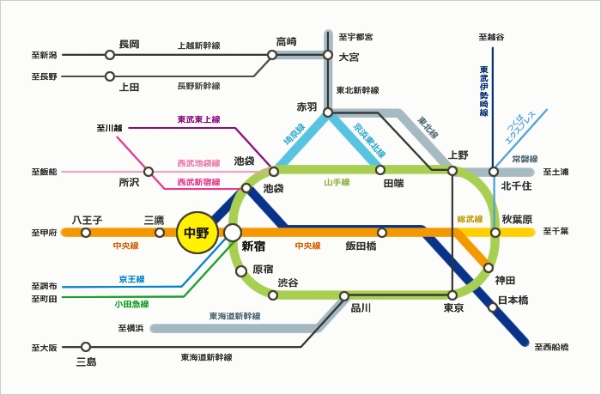 至宇都宮
至越谷
長岡
上越新幹線
高崎
至新潟
大宮
至長野
長野新幹線
上田
東北新幹線
東武伊勢崎線
赤羽
つくば
エクスプレス
東武東上線
埼京線
京浜東北線
東北線
至川越
池袋
上野
常磐線
西武池袋線
至飯能
至土浦
所沢
西武新宿線
池袋
山手線
田端
北千住
八王子
三鷹
中野
総武線
秋葉原
至甲府
至千葉
中央線
新宿
中央線
飯田橋
原宿
神田
京王線
渋谷
至調布
至町田
小田急線
品川
東京
日本橋
東海道新幹線
至横浜
至大阪
三島
東海道新幹線
至西船橋